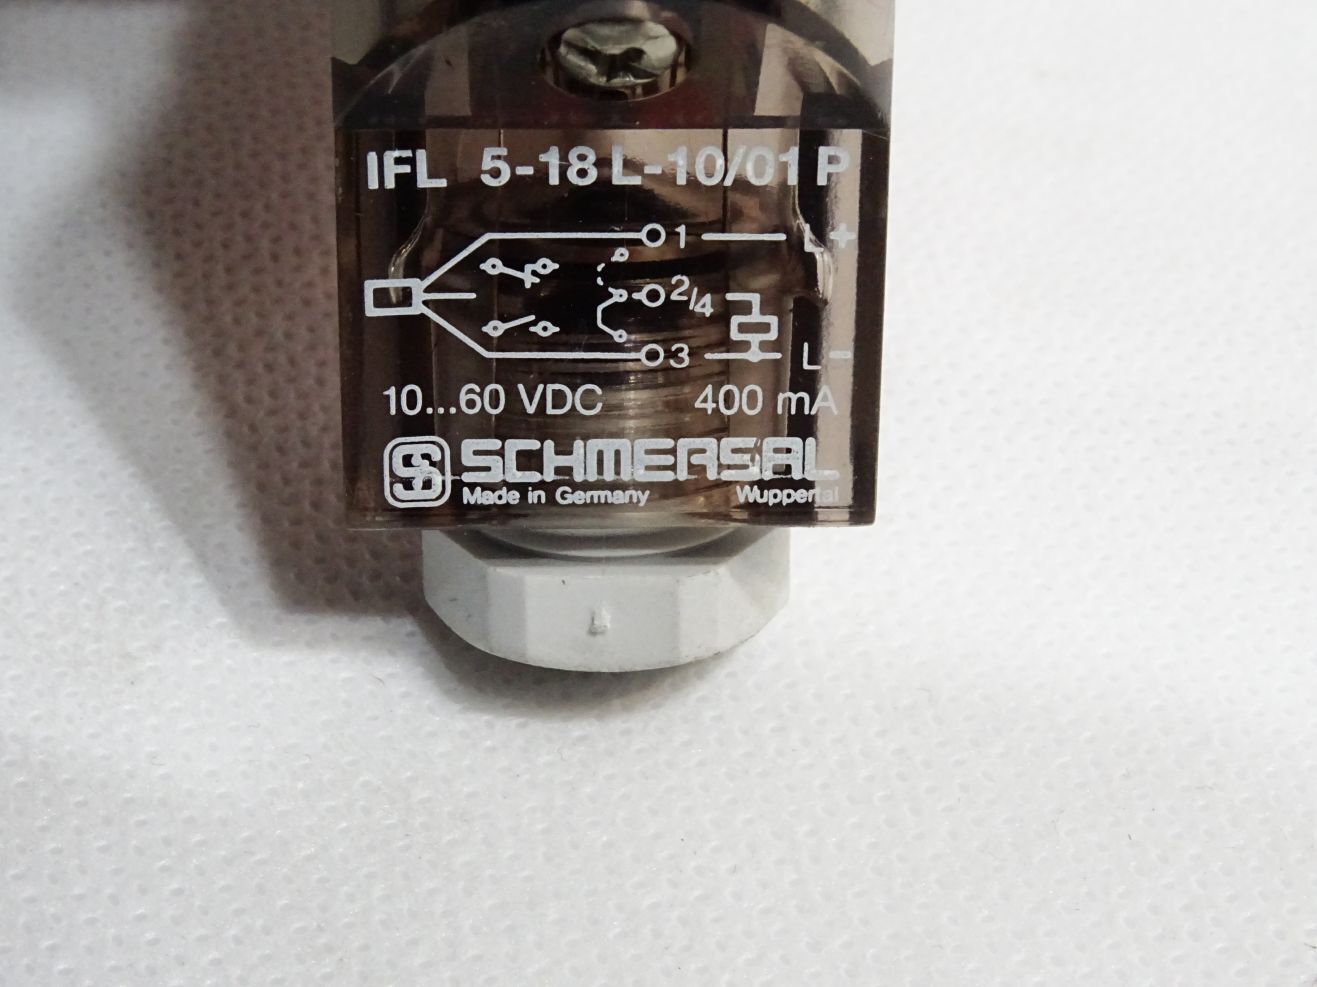 IFL 5-18 L-10/01 P
1 L+
2/4
3 L-
10...60 VDC 400 mA
SCHMERSAL
Made in Germany Wuppertal